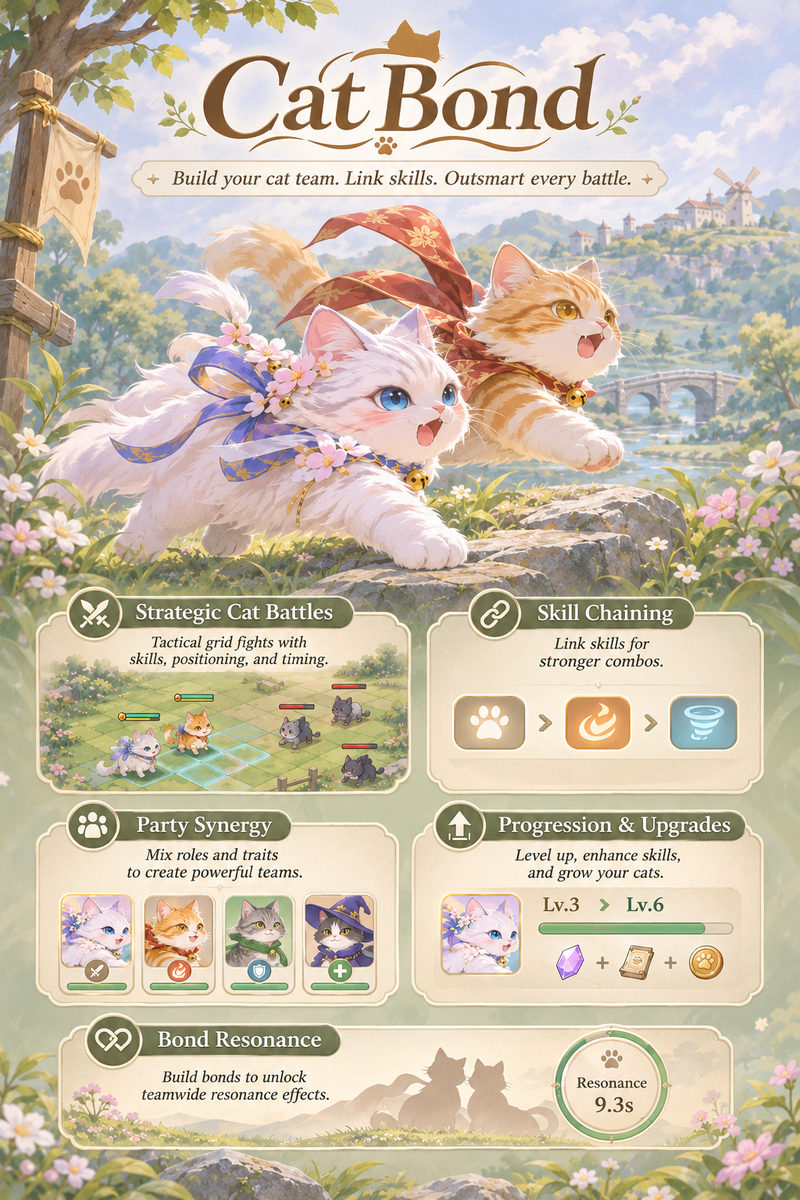 Cat Bond
Build your cat team. Link skills. Outsmart every battle.
Strategic Cat Battles
Tactical grid fights with
skills, positioning, and timing.
Skill Chaining
Link skills for
stronger combos.
Party Synergy
Mix roles and traits
to create powerful teams.
Progression & Upgrades
Level up, enhance skills,
and grow your cats.
Lv.3 > Lv.6
+ +
Bond Resonance
Build bonds to unlock
teamwide resonance effects.
Resonance
9.3s